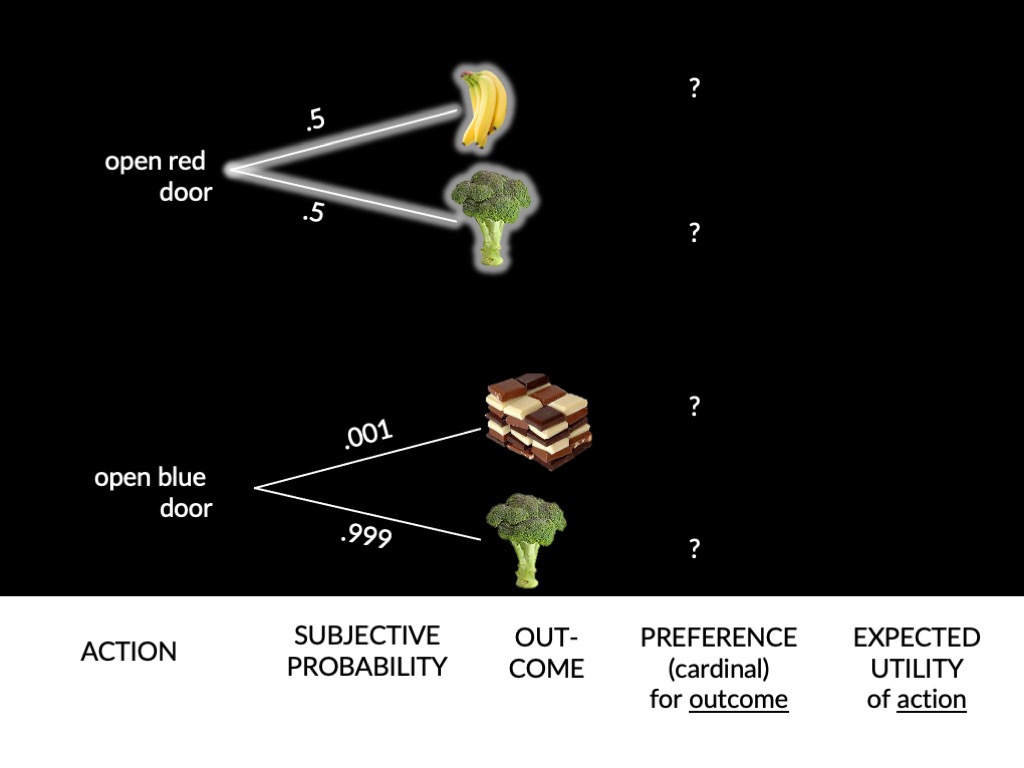 .5
?
open red
door
.5
?
.001
?
open blue
door
.999
?
ACTION
SUBJECTIVE
PROBABILITY
OUT-
COME
PREFERENCE
(cardinal)
for outcome
EXPECTED
UTILITY
of action